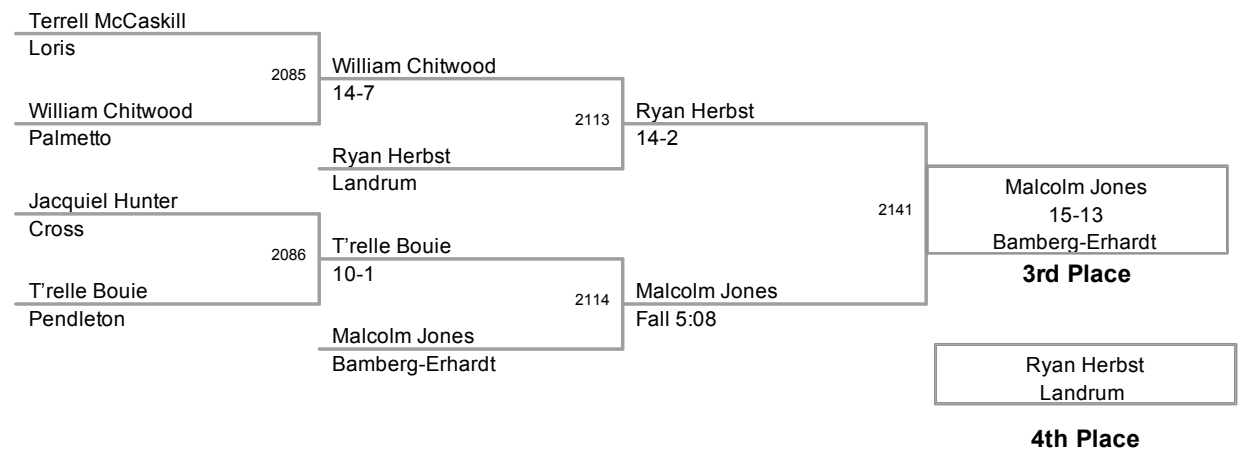 Terrell McCaskill
Loris
2085
William Chitwood
14-7
William Chitwood
Palmetto
2113
Ryan Herbst
14-2
Ryan Herbst
Landrum
Jacquiel Hunter
Cross
2086
T'relle Bouie
10-1
T'relle Bouie
Pendleton
2114
Malcolm Jones
Fall 5:08
Malcolm Jones
Bamberg-Erhardt
2141
Malcolm Jones
15-13
Bamberg-Erhardt
3rd Place
Ryan Herbst
Landrum
4th Place